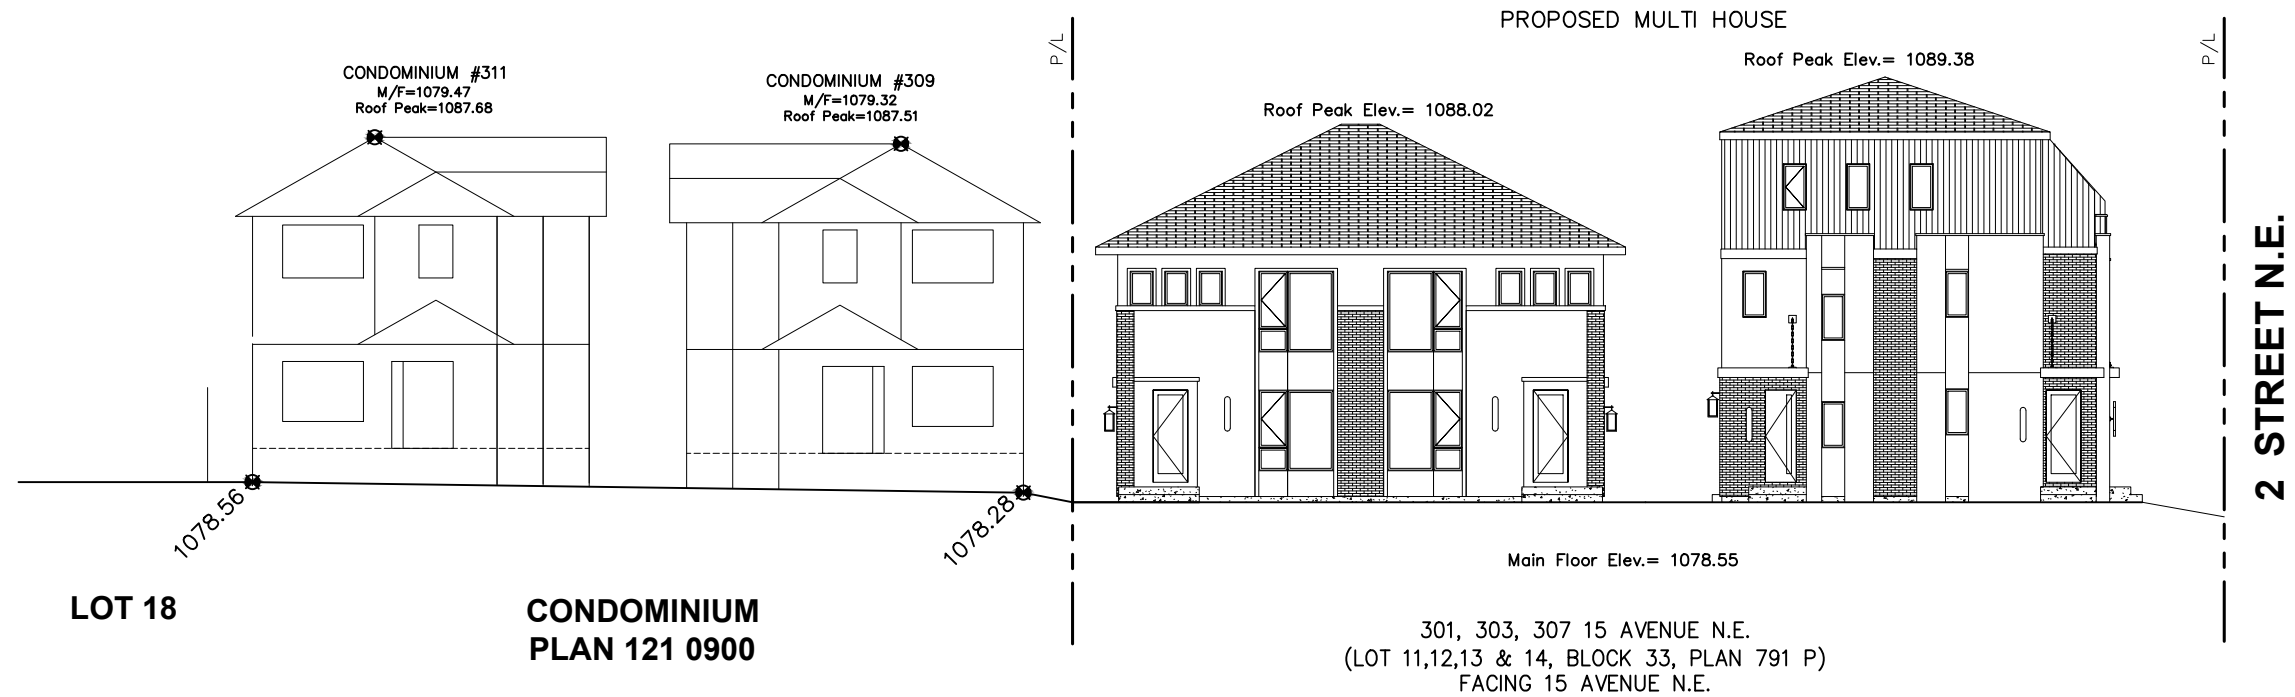 PROPOSED MULTI HOUSE
P/L
P/L
CONDOMINIUM #311
M/F=1079.47
Roof Peak=1087.68
CONDOMINIUM #309
M/F=1079.32
Roof Peak=1087.51
Roof Peak Elev.= 1088.02
Roof Peak Elev.= 1089.38
2 STREET N.E.
1078.56
1078.28
Main Floor Elev.= 1078.55
LOT 18
CONDOMINIUM
PLAN 121 0900
301, 303, 307 15 AVENUE N.E.
(LOT 11,12,13 & 14, BLOCK 33, PLAN 791 P)
FACING 15 AVENUE N.E.